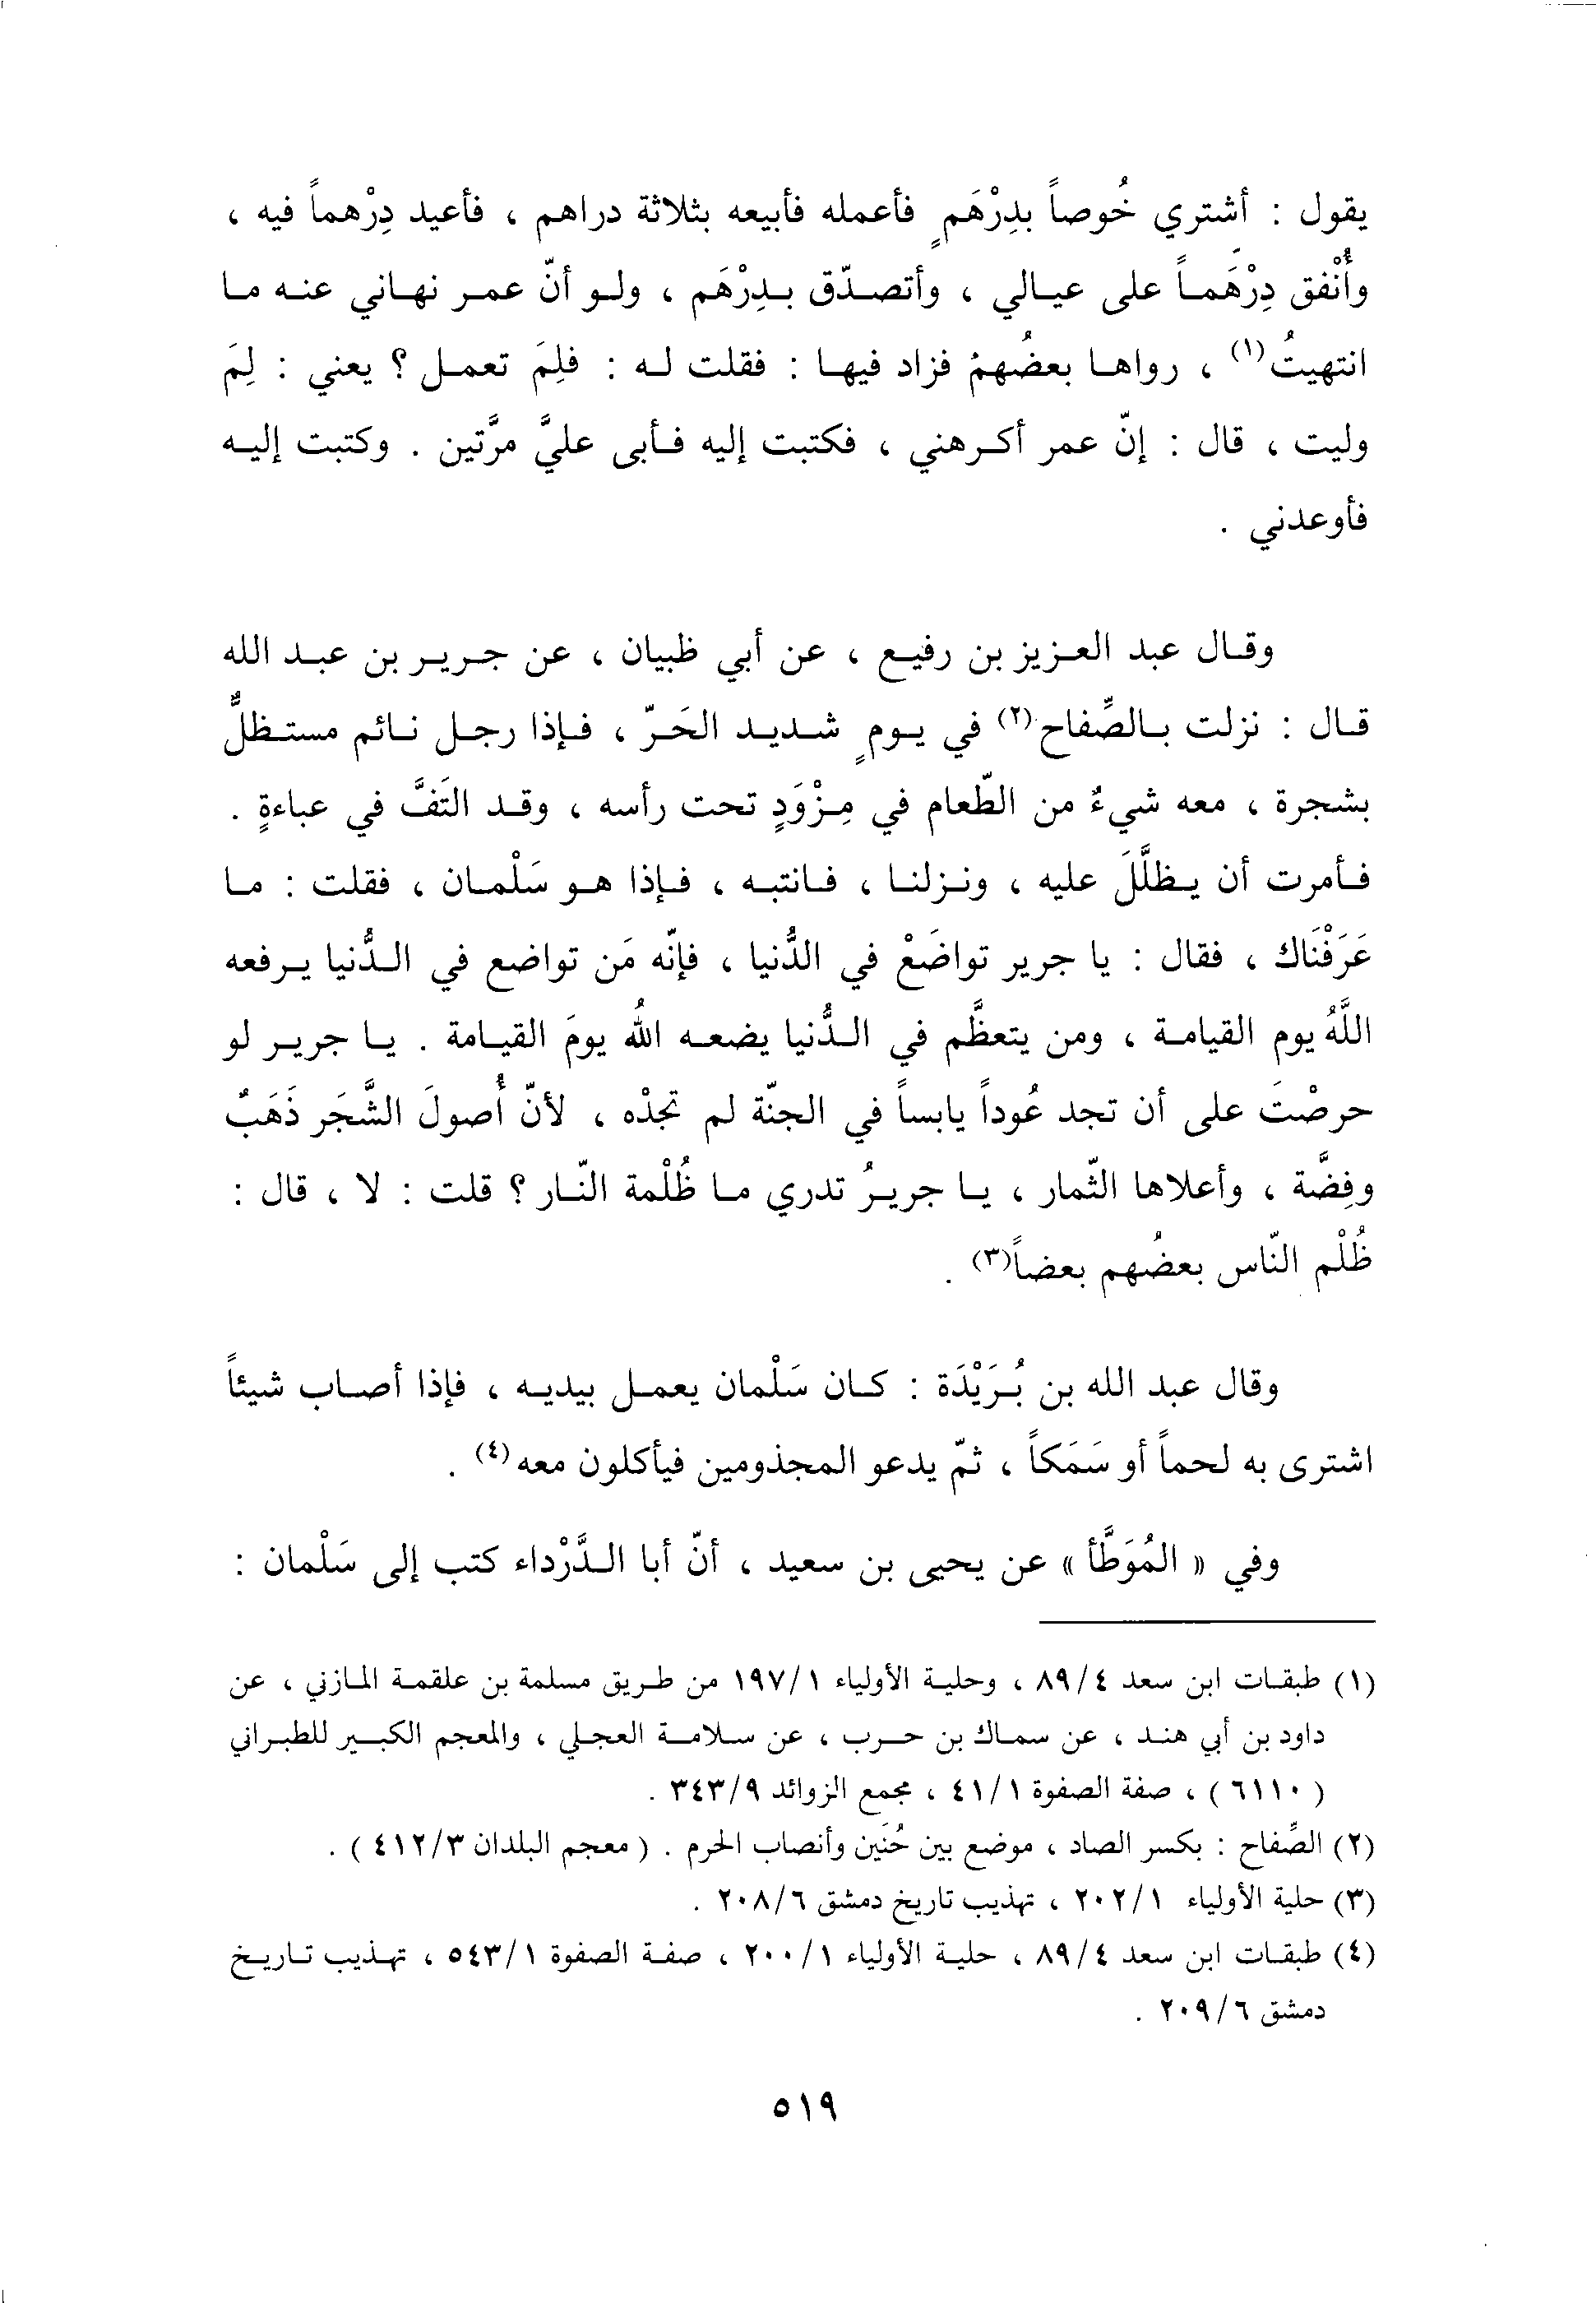 يقول : أشتري خُوصاً بدِرْهَمٍ فأعمله فأبيعه بثلاثة دراهم ، فأعيد دِرْهماً فيه ،
وأُنْفق دِرْهَماً على عيالي ، وأتصدّق بدِرْهَم ، ولو أنّ عمر نهاني عنه ما
انتهيتُ(١) ، رواها بعضُهمْ فزاد فيها : فقلت له : فلِمَ تعمل ؟ يعني : لِمَ
وليت ، قال : إنّ عمر أكرهني ، فكتبت إليه فأبى عليَّ مرَّتين . وكتبت إليه
فأوعدني .
وقال عبد العزيز بن رفيع ، عن أبي ظبيان ، عن جرير بن عبد الله
قال : نزلت بالصِّفاح(٢) في يومٍ شديد الحَرّ ، فإذا رجل نائم مستظلٌّ
بشجرة ، معه شيءٌ من الطّعام في مِزْوَدٍ تحت رأسه ، وقد التَفَّ في عباءةٍ .
فأمرت أن يظلَّلَ عليه ، ونزلنا ، فانتبه ، فإذا هو سَلْمان ، فقلت : ما
عَرَفْنَاك ، فقال : يا جرير تواضَعْ في الدُّنيا ، فإنّه مَن تواضع في الدُّنيا يرفعه
اللَّهُ يوم القيامة ، ومن يتعظَّم في الدُّنيا يضعه اللهُ يومَ القيامة . يا جرير لو
حرصْتَ على أن تجد عُوداً يابساً في الجنّة لم تجدْه ، لأنّ أُصولَ الشَّجَر ذَهَبٌ
وفِضَّة ، وأعلاها الثّمار ، يا جريرُ تدري ما ظُلْمة النّار ؟ قلت : لا ، قال :
ظُلْم النّاس بعضُهم بعضاً(٣) .
وقال عبد الله بن بُرَيْدَة : كان سَلْمان يعمل بيديه ، فإذا أصاب شيئاً
اشترى به لحماً أو سَمَكاً ، ثمّ يدعو المجذومين فيأكلون معه(٤) .
وفي « المُوَطَّأ » عن يحيى بن سعيد ، أنّ أبا الدَّرْداء كتب إلى سَلْمان :
(١) طبقات ابن سعد ٨٩/٤ ، وحلية الأولياء ١٩٧/١ من طريق مسلمة بن علقمة المازني ، عن
داود بن أبي هند ، عن سماك بن حرب ، عن سلامة العجلي ، والمعجم الكبير للطبراني
( ٦١١٠ ) ، صفة الصفوة ٤١/١ ، مجمع الزوائد ٣٤٣/٩ .
(٢) الصِّفاح : بكسر الصاد ، موضع بين حُنَين وأنصاب الحرم . ( معجم البلدان ٤١٢/٣ ) .
(٣) حلية الأولياء ٢٠٢/١ ، تهذيب تاريخ دمشق ٢٠٨/٦ .
(٤) طبقات ابن سعد ٨٩/٤ ، حلية الأولياء ٢٠٠/١ ، صفة الصفوة ٥٤٣/١ ، تهذيب تاريخ
دمشق ٢٠٩/٦ .
٥١٩